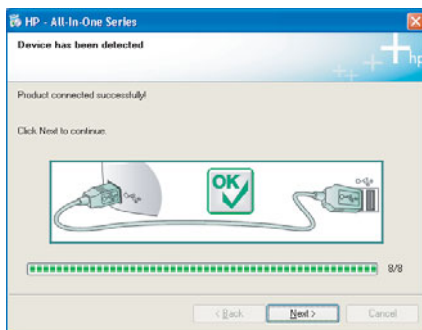 HP - All-In-One Series
Device has been detected
hp
Product connected successfully!
Click Next to continue.
OK
8/8
< Back
Next >
Cancel